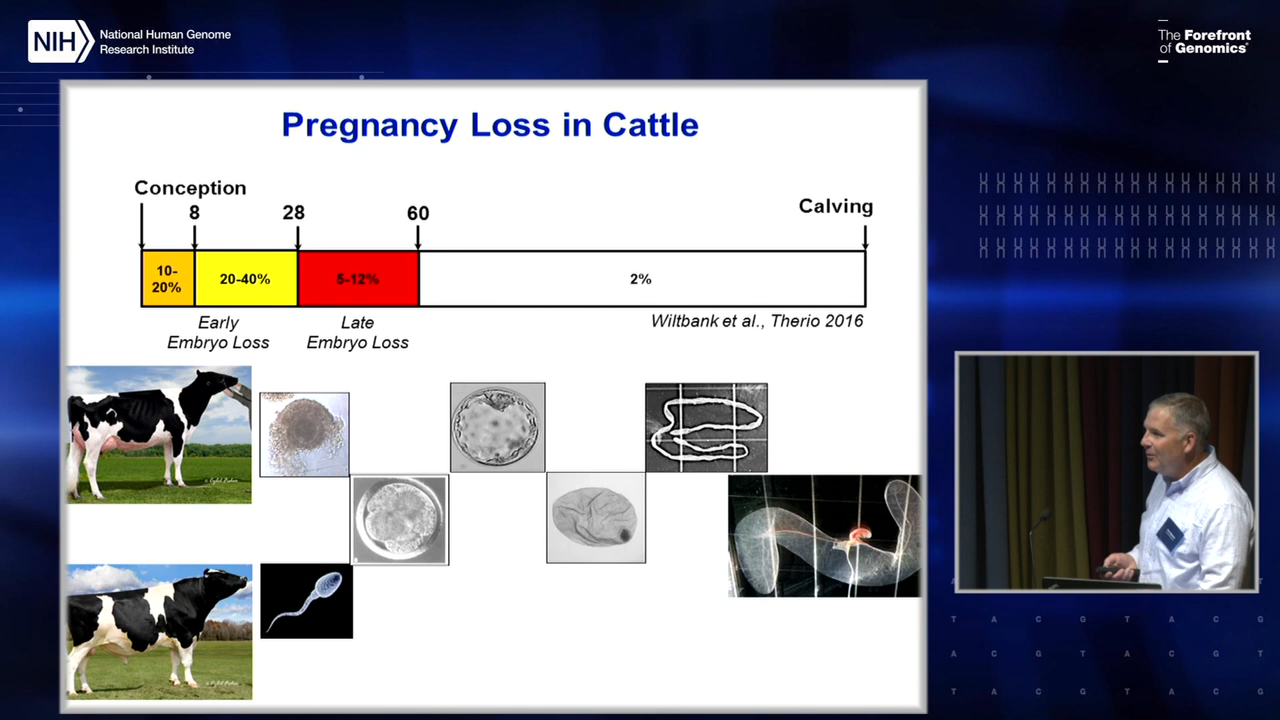 NIH
National Human Genome
Research Institute
The Forefront
of Genomics®
Pregnancy Loss in Cattle
Conception
8
28
60
Calving
10-
20%
20-40%
5-12%
2%
Early
Embryo Loss
Late
Embryo Loss
Wiltbank et al., Therio 2016
T A C G T A C G
A C G T A C G T
T A C G T A C G